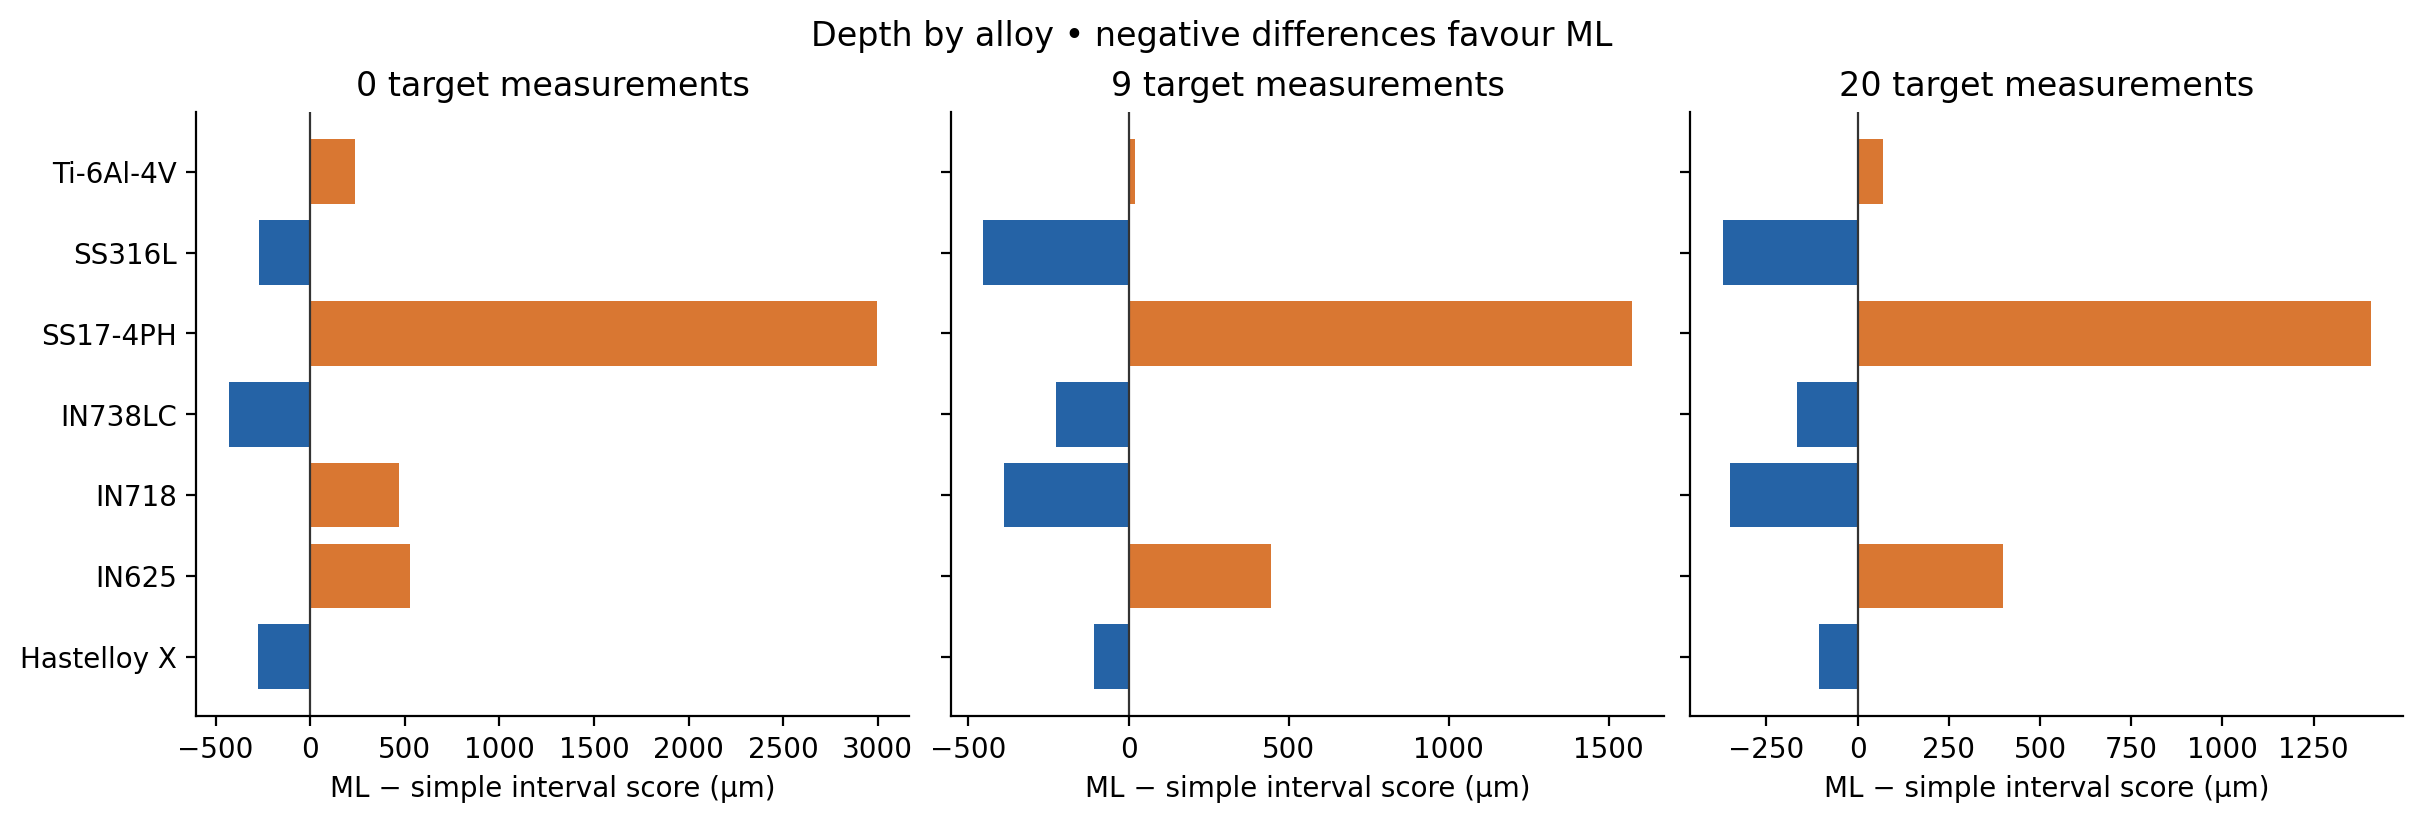 Depth by alloy • negative differences favour ML
0 target measurements
9 target measurements
20 target measurements
Ti-6Al-4V
SS316L
SS17-4PH
IN738LC
IN718
IN625
Hastelloy X
−500 0 500 1000 1500 2000 2500 3000
−500 0 500 1000 1500
−250 0 250 500 750 1000 1250
ML − simple interval score (µm)
ML − simple interval score (µm)
ML − simple interval score (µm)